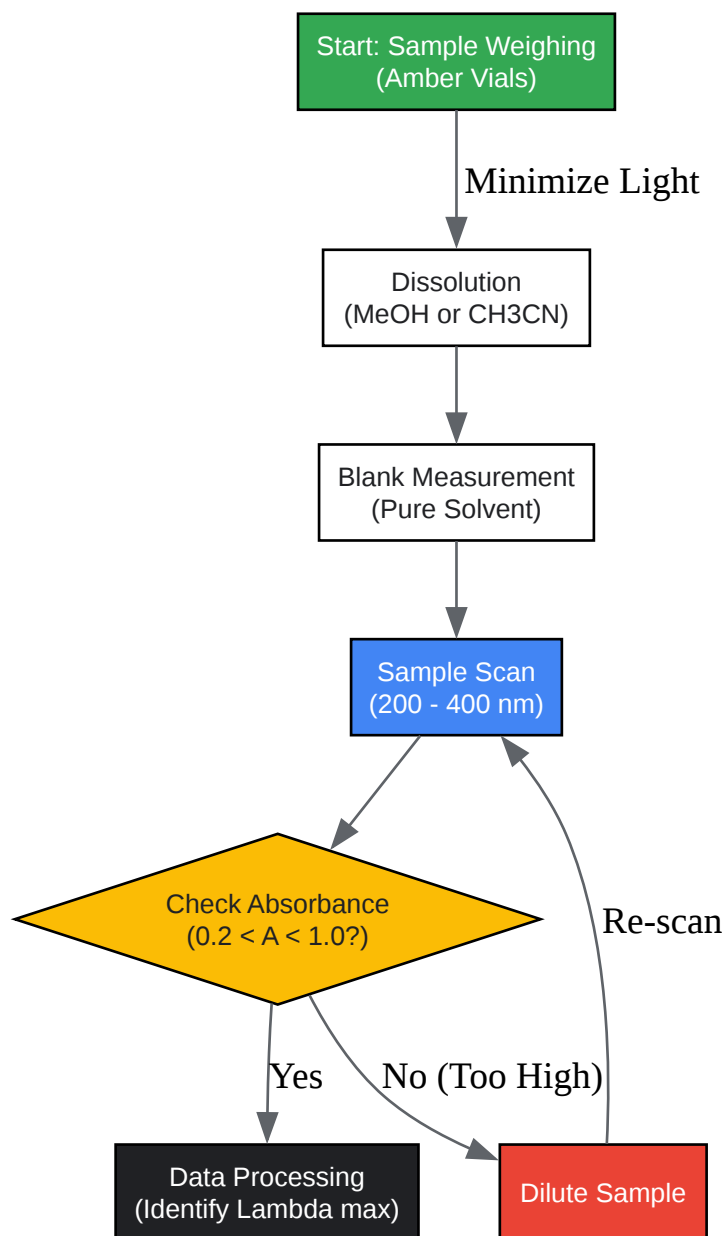 Start: Sample Weighing
(Amber Vials)
Minimize Light
Dissolution
(MeOH or CH3CN)
Blank Measurement
(Pure Solvent)
Sample Scan
(200 - 400 nm)
Check Absorbance
(0.2 < A < 1.0?)
Re-scan
Yes
No (Too High)
Data Processing
(Identify Lambda max)
Dilute Sample